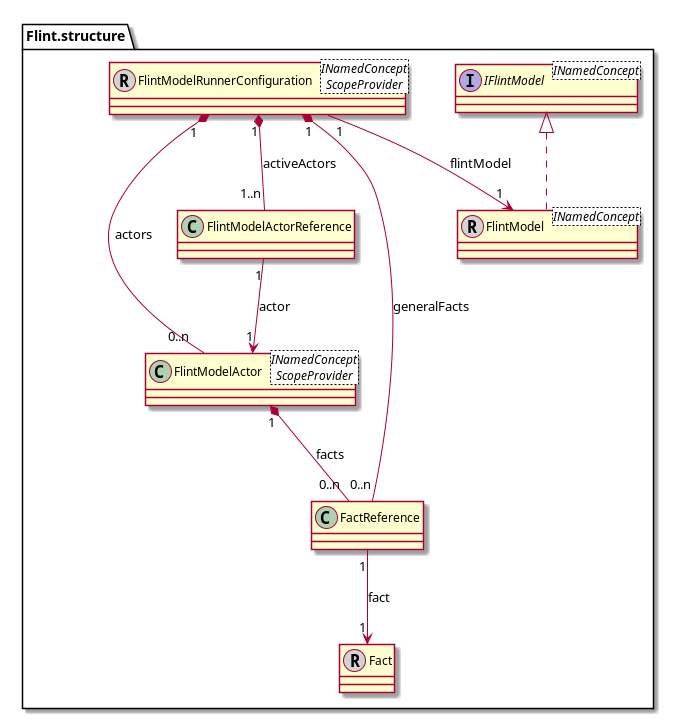 Flint.structure
R FlintModelRunnerConfiguration
INamedConcept
ScopeProvider
I IFlintModel
INamedConcept
1
1
1
1
activeActors
flintModel
1..n
1
C FlintModelActorReference
R FlintModel
INamedConcept
actors
1
actor
generalFacts
0..n
1
C FlintModelActor
INamedConcept
ScopeProvider
1
facts
0..n
0..n
C FactReference
1
fact
1
R Fact